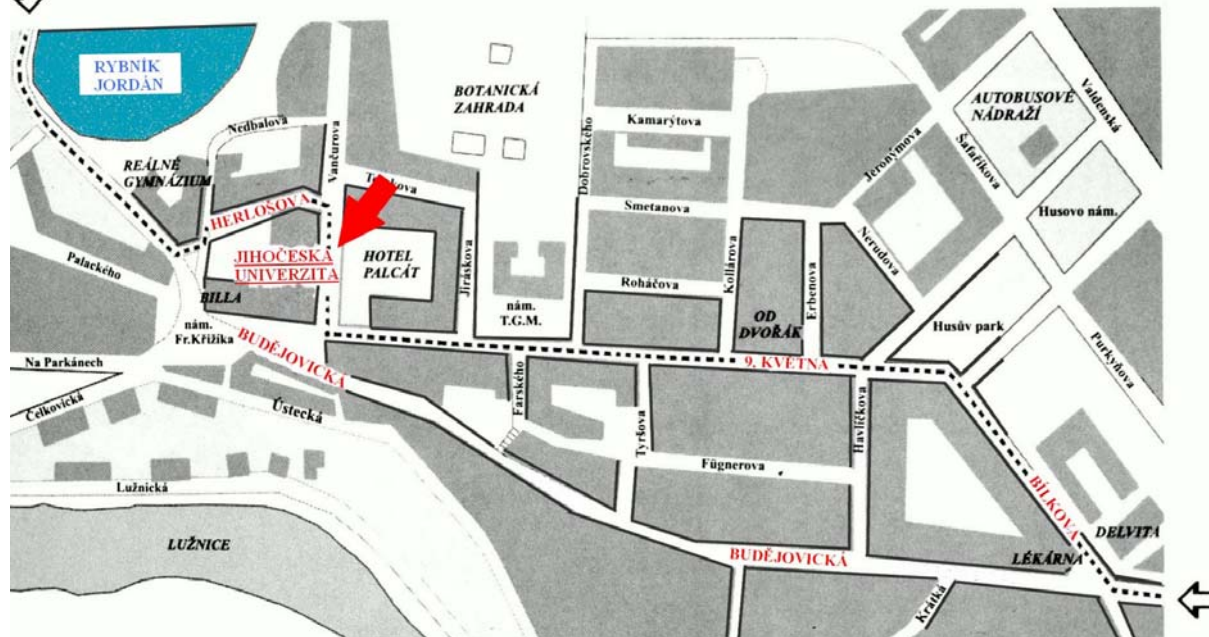 RYBNÍK
JORDÁN
Nedbalova
Vančurova
BOTANICKÁ
ZAHRADA
Dobrovského
Kamarýtova
Jeronýmova
AUTOBUSOVÉ
NÁDRAŽÍ
Šafaříkova
Valdenská
REÁLNÉ
GYMNÁZIUM
HERLOŠOVA
Smetanova
Husovo nám.
Palackého
JIHOČESKÁ
UNIVERZITA
HOTEL
PALCÁT
Jiráskova
Roháčova
Kollárova
Erbenova
Nerudova
BILLA
nám.
T.G.M.
OD
DVOŘÁK
Husův park
Purkyňova
nám.
Fr.Křižíka
BUDĚJOVICKÁ
9. KVĚTNA
Na Parkánech
Farského
Tyršova
Havlíčkova
Čelkovická
Ústecká
Fügnerova
Lužnická
BÍLKOVA
LUŽNICE
BUDĚJOVICKÁ
LÉKÁRNA
DELVITA
Krátká